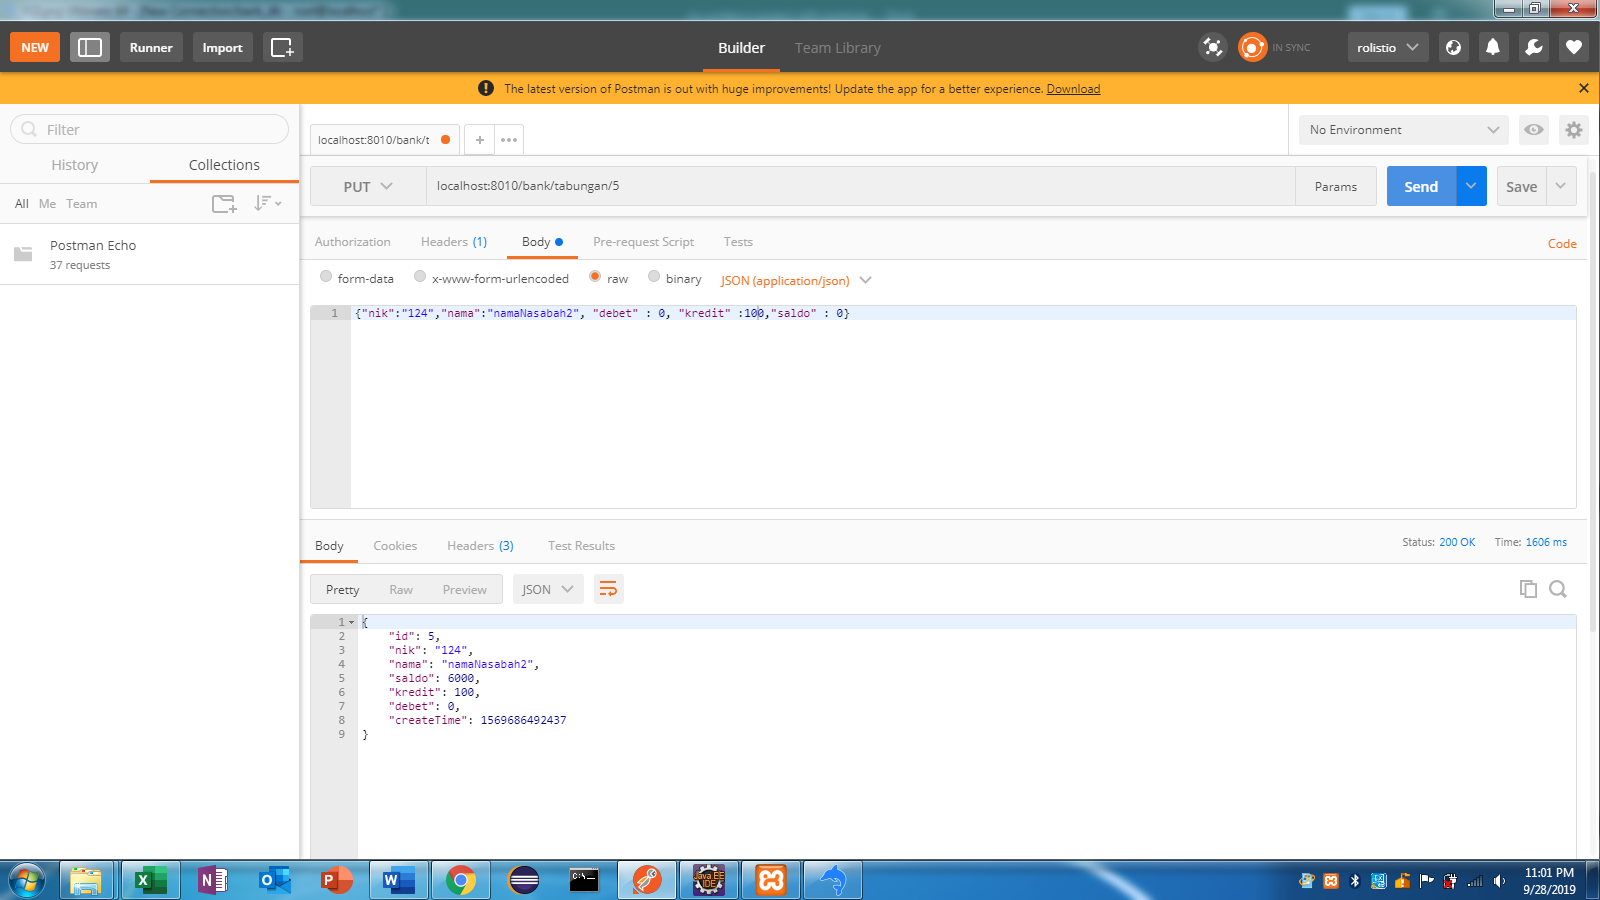 NEW
Runner
Import
Builder
Team Library
IN SYNC
rolistio
The latest version of Postman is out with huge improvements! Update the app for a better experience. Download
Filter
History
Collections
All Me Team
Postman Echo
37 requests
localhost:8010/bank/t
No Environment
PUT
localhost:8010/bank/tabungan/5
Params
Send
Save
Authorization
Headers (1)
Body
Pre-request Script
Tests
Code
form-data
x-www-form-urlencoded
raw
binary
JSON (application/json)
1 {"nik":"124","nama":"namaNasabah2", "debet" : 0, "kredit" :100,"saldo" : 0}
Body
Cookies
Headers (3)
Test Results
Status: 200 OK
Time: 1606 ms
Pretty
Raw
Preview
JSON
1 {
2 "id": 5,
3 "nik": "124",
4 "nama": "namaNasabah2",
5 "saldo": 6000,
6 "kredit": 100,
7 "debet": 0,
8 "createTime": 1569686492437
9 }
Java EE
IDE
11:01 PM
9/28/2019